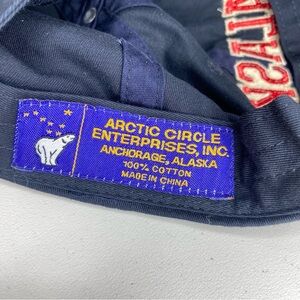 ARCTIC CIRCLE
ENTERPRISES, INC.
ANCHORAGE, ALASKA
100% COTTON
MADE IN CHINA